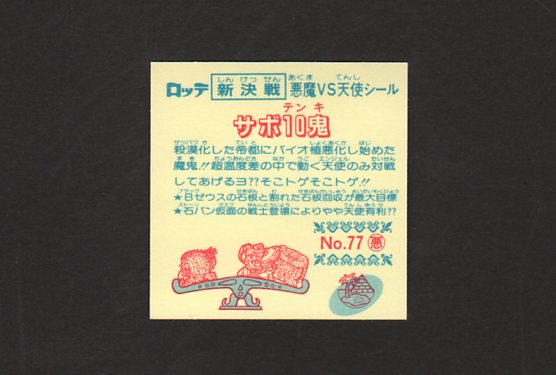 ロッテ 新決戦 悪魔VS天使シール
サボ10鬼
殺漠化した帝都にバイオ植悪化し始めた
魔鬼!!超温度差の中で動く天使のみ対戦
してあげるヨ??そこトゲそこトゲ!!
★Bゼウスの石板と割れた石板回収が最大目標
★石バン仮面の戦士登場によりやや天使有利??
No.77 悪